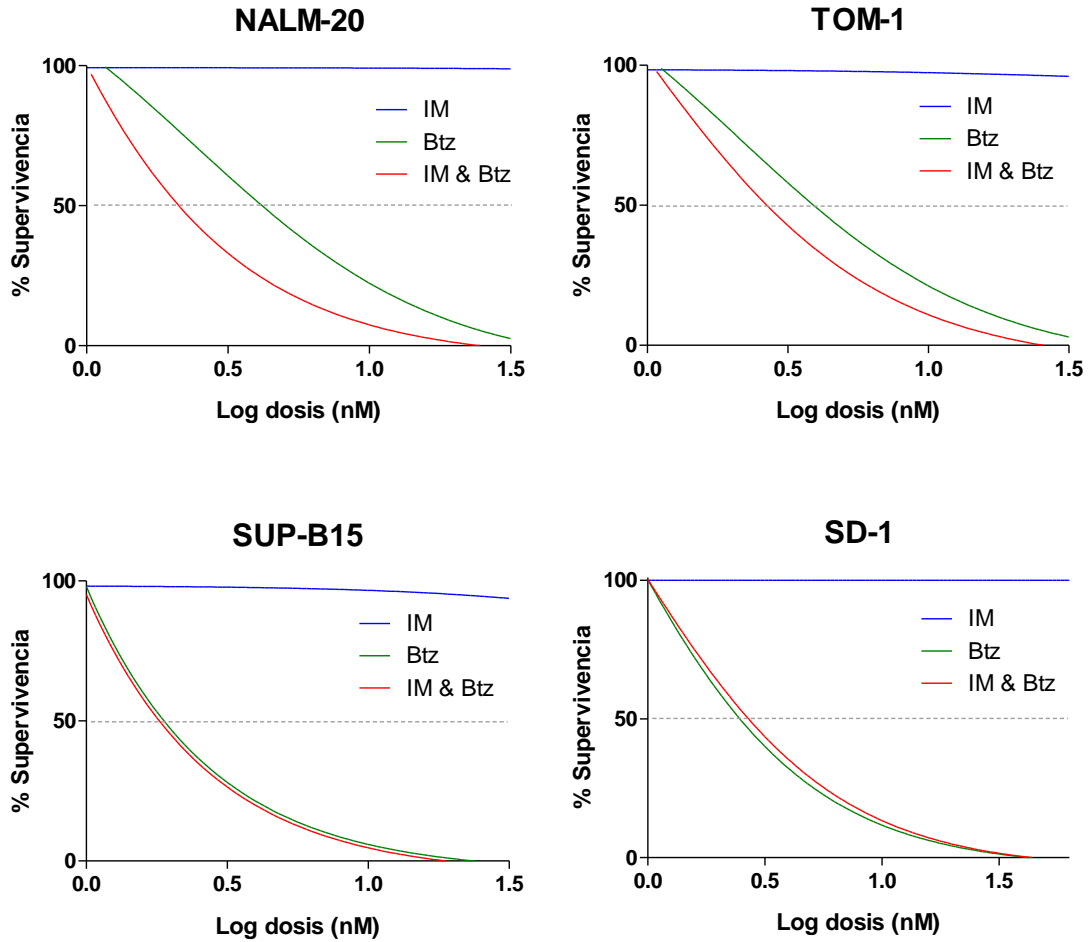 NALM-20
% Supervivencia
100
50
0
IM
Btz
IM & Btz
0.0 0.5 1.0 1.5
Log dosis (nM)
TOM-1
% Supervivencia
100
50
0
IM
Btz
IM & Btz
0.0 0.5 1.0 1.5
Log dosis (nM)
SUP-B15
% Supervivencia
100
50
0
IM
Btz
IM & Btz
0.0 0.5 1.0 1.5
Log dosis (nM)
SD-1
% Supervivencia
100
50
0
IM
Btz
IM & Btz
0.0 0.5 1.0 1.5
Log dosis (nM)